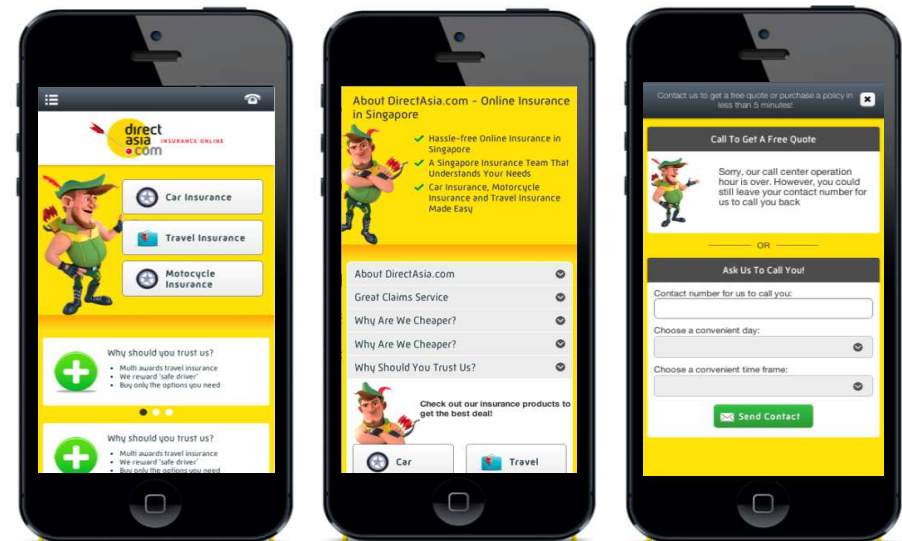 direct
asia INSURANCE ONLINE
.com
Car Insurance
Travel Insurance
Motocycle
Insurance
Why should you trust us?
Multi awards travel insurance
We reward 'safe driver'
Buy only the options you need
Why should you trust us?
Multi awards travel insurance
We reward 'safe driver'
Buy only the options you need
About DirectAsia.com - Online Insurance
in Singapore
Hassle-free Online Insurance in
Singapore
A Singapore Insurance Team That
Understands Your Needs
Car Insurance, Motorcycle
Insurance and Travel Insurance
Made Easy
About DirectAsia.com
Great Claims Service
Why Are We Cheaper?
Why Are We Cheaper?
Why Should You Trust Us?
Check out our insurance products to
get the best deal!
Car
Travel
Contact us to get a free quote or purchase a policy in
less than 5 minutes!
Call To Get A Free Quote
Sorry, our call center operation
hour is over. However, you could
still leave your contact number for
us to call you back
OR
Ask Us To Call You!
Contact number for us to call you:
Choose a convenient day:
Choose a convenient time frame:
Send Contact